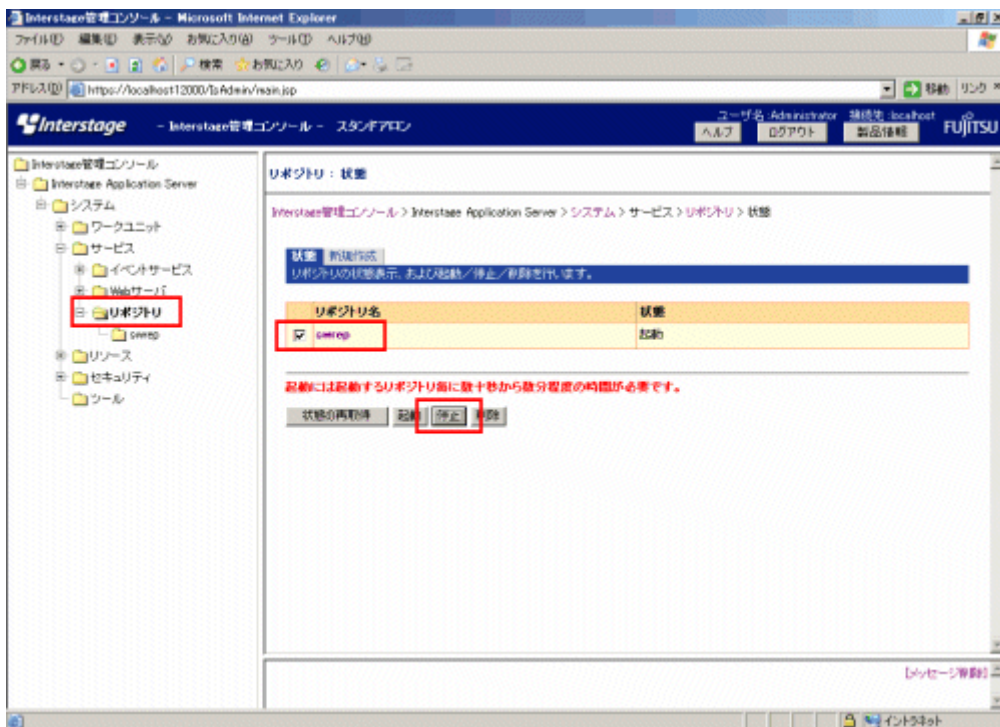 Interstage管理コンソール - Microsoft Internet Explorer
ファイル(F) 編集(E) 表示(V) お気に入り(A) ツール(T) ヘルプ(H)
戻る 検索 お気に入り
アドレス(D) https://localhost:12000/IsAdmin/main.jsp 移動 リンク
Interstage - Interstage管理コンソール - スタンドアロン
ユーザ名:Administrator 接続先:localhost
ヘルプ ログアウト 製品情報 FUJITSU
Interstage管理コンソール
Interstage Application Server
システム
ワークユニット
サービス
イベントサービス
Webサーバ
リポジトリ
リソース
セキュリティ
ツール
リポジトリ : 状態
Interstage管理コンソール > Interstage Application Server > システム > サービス > リポジトリ > 状態
状態 新規作成
リポジトリの状態表示、および起動/停止/削除を行います。
リポジトリ名 状態
起動
起動には起動するリポジトリ毎に数十秒から数分程度の時間が必要です。
状態の再取得 起動 停止 削除
イントラネット